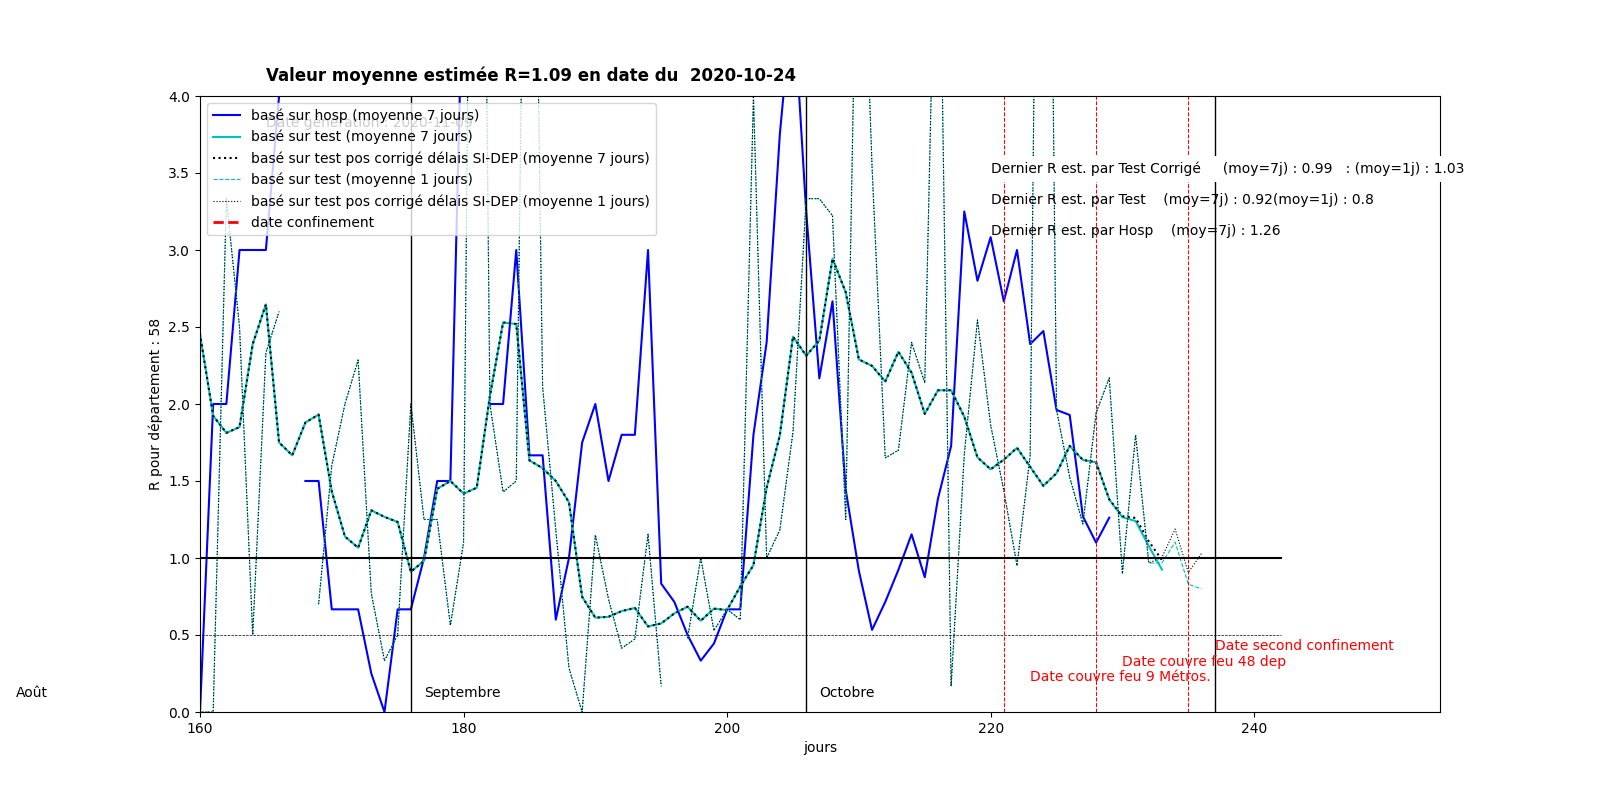 Valeur moyenne estimée R=1.09 en date du  2020-10-24
4.0
3.5
3.0
2.5
2.0
1.5
1.0
0.5
0.0
R pour département : 58
basé sur hosp (moyenne 7 jours)
Date génération : 2020-11-09
basé sur test (moyenne 7 jours)
basé sur test pos corrigé délais SI-DEP (moyenne 7 jours)
basé sur test (moyenne 1 jours)
basé sur test pos corrigé délais SI-DEP (moyenne 1 jours)
date confinement
Dernier R est. par Test Corrigé     (moy=7j) : 0.99   : (moy=1j) : 1.03
Dernier R est. par Test    (moy=7j) : 0.92(moy=1j) : 0.8
Dernier R est. par Hosp    (moy=7j) : 1.26
Date second confinement
Date couvre feu 48 dep
Date couvre feu 9 Métros.
Août
Septembre
Octobre
160
180
200
220
240
jours